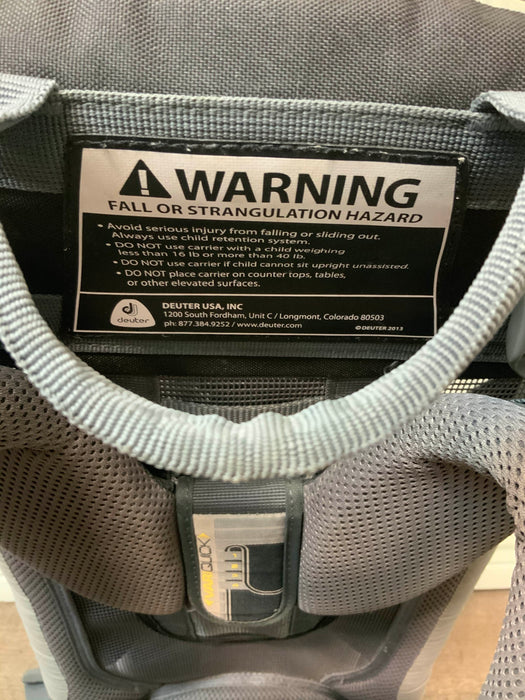 WARNING
FALL OR STRANGULATION HAZARD
• Avoid serious injury from falling or sliding out.
Always use child retention system.
• DO NOT use carrier with a child weighing
less than 16 lb or more than 40 lb.
• DO NOT use carrier if child cannot sit upright unassisted.
• DO NOT place carrier on counter tops, tables,
or other elevated surfaces.
deuter
DEUTER USA, INC
1200 South Fordham, Unit C / Longmont, Colorado 80503
ph: 877.384.9252 / www.deuter.com
© DEUTER 2013
QUICK